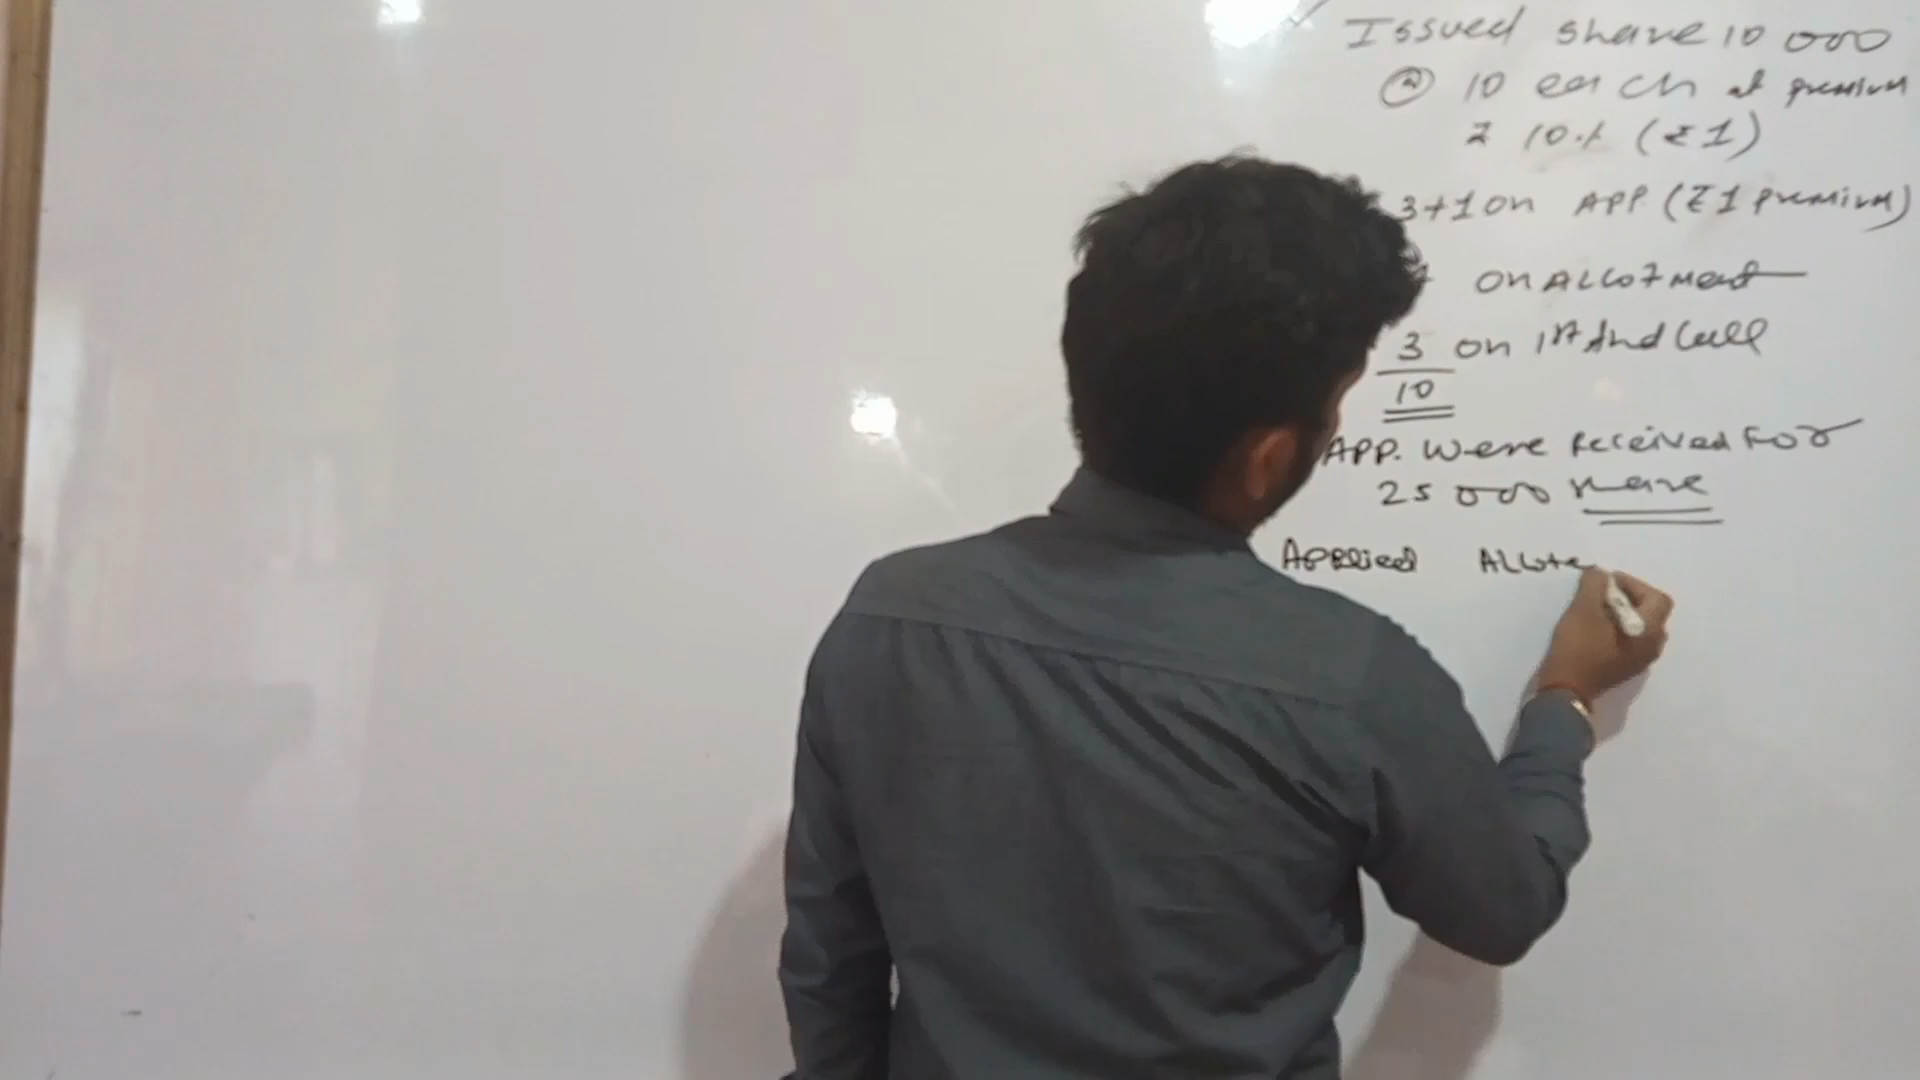 Issued share 10 000
@ 10 each at premium
10.1 (₹1)
3+1 on APP. (₹1 Premium)
on ALLOTMent
3 on 1st And Call
10
APP. were Received For
25 000 share
Applied Allote